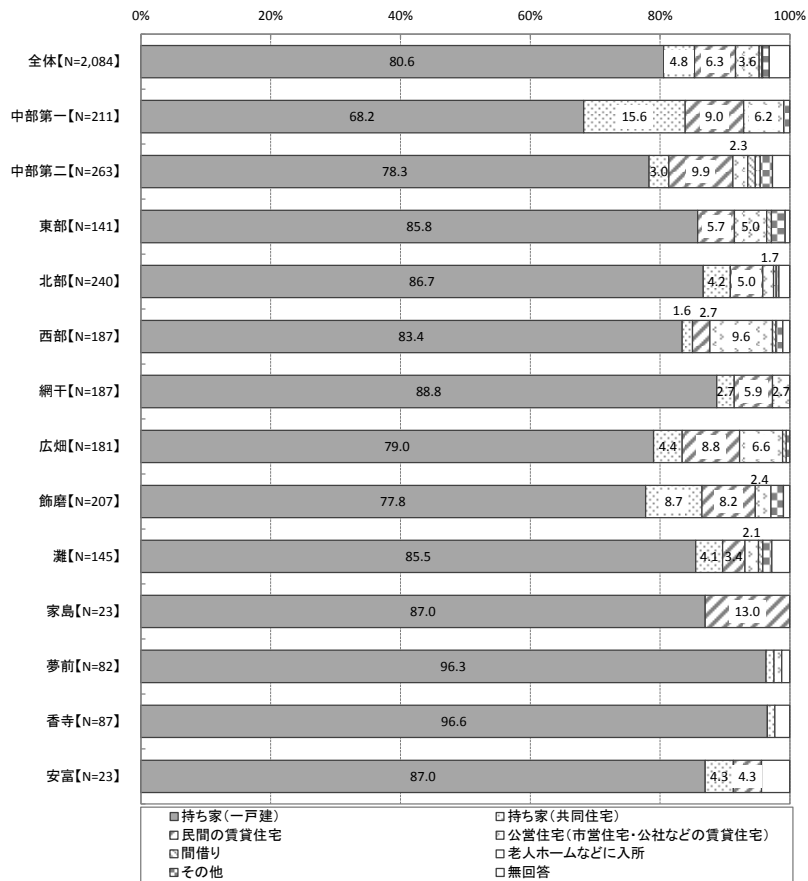 0% 20% 40% 60% 80% 100%
全体【N=2,084】 80.6 4.8 6.3 3.6
中部第一【N=211】 68.2 15.6 9.0 6.2
2.3
中部第二【N=263】 78.3 3.0 9.9
東部【N=141】 85.8 5.7 5.0
1.7
北部【N=240】 86.7 4.2 5.0
1.6 2.7
西部【N=187】 83.4 9.6
網干【N=187】 88.8 2.7 5.9 2.7
広畑【N=181】 79.0 4.4 8.8 6.6
2.4
飾磨【N=207】 77.8 8.7 8.2
2.1
灘【N=145】 85.5 4.1 3.4
家島【N=23】 87.0 13.0
夢前【N=82】 96.3
香寺【N=87】 96.6
安富【N=23】 87.0 4.3 4.3
持ち家(一戸建) 持ち家(共同住宅)
民間の賃貸住宅 公営住宅(市営住宅・公社などの賃貸住宅)
間借り 老人ホームなどに入所
その他 無回答